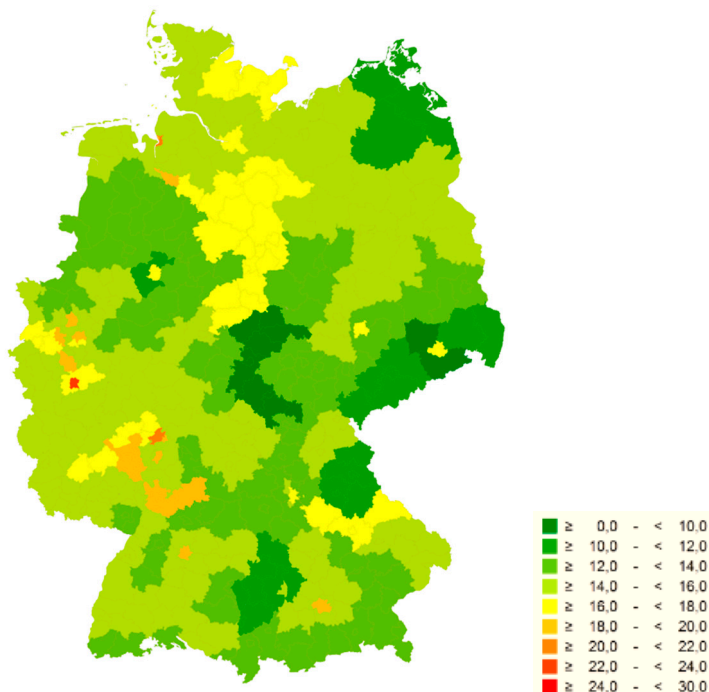 ≥ 0,0 - < 10,0
≥ 10,0 - < 12,0
≥ 12,0 - < 14,0
≥ 14,0 - < 16,0
≥ 16,0 - < 18,0
≥ 18,0 - < 20,0
≥ 20,0 - < 22,0
≥ 22,0 - < 24,0
≥ 24,0 - < 30,0